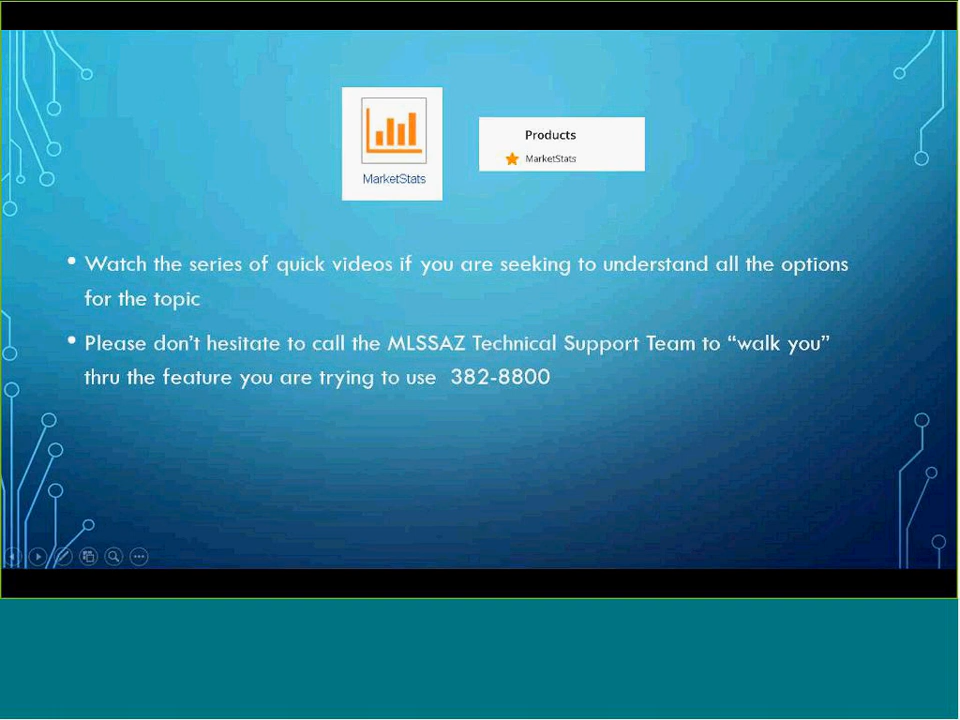 MarketStats
Products
MarketStats
• Watch the series of quick videos if you are seeking to understand all the options
for the topic
• Please don’t hesitate to call the MLSSAZ Technical Support Team to “walk you”
thru the feature you are trying to use 382-8800